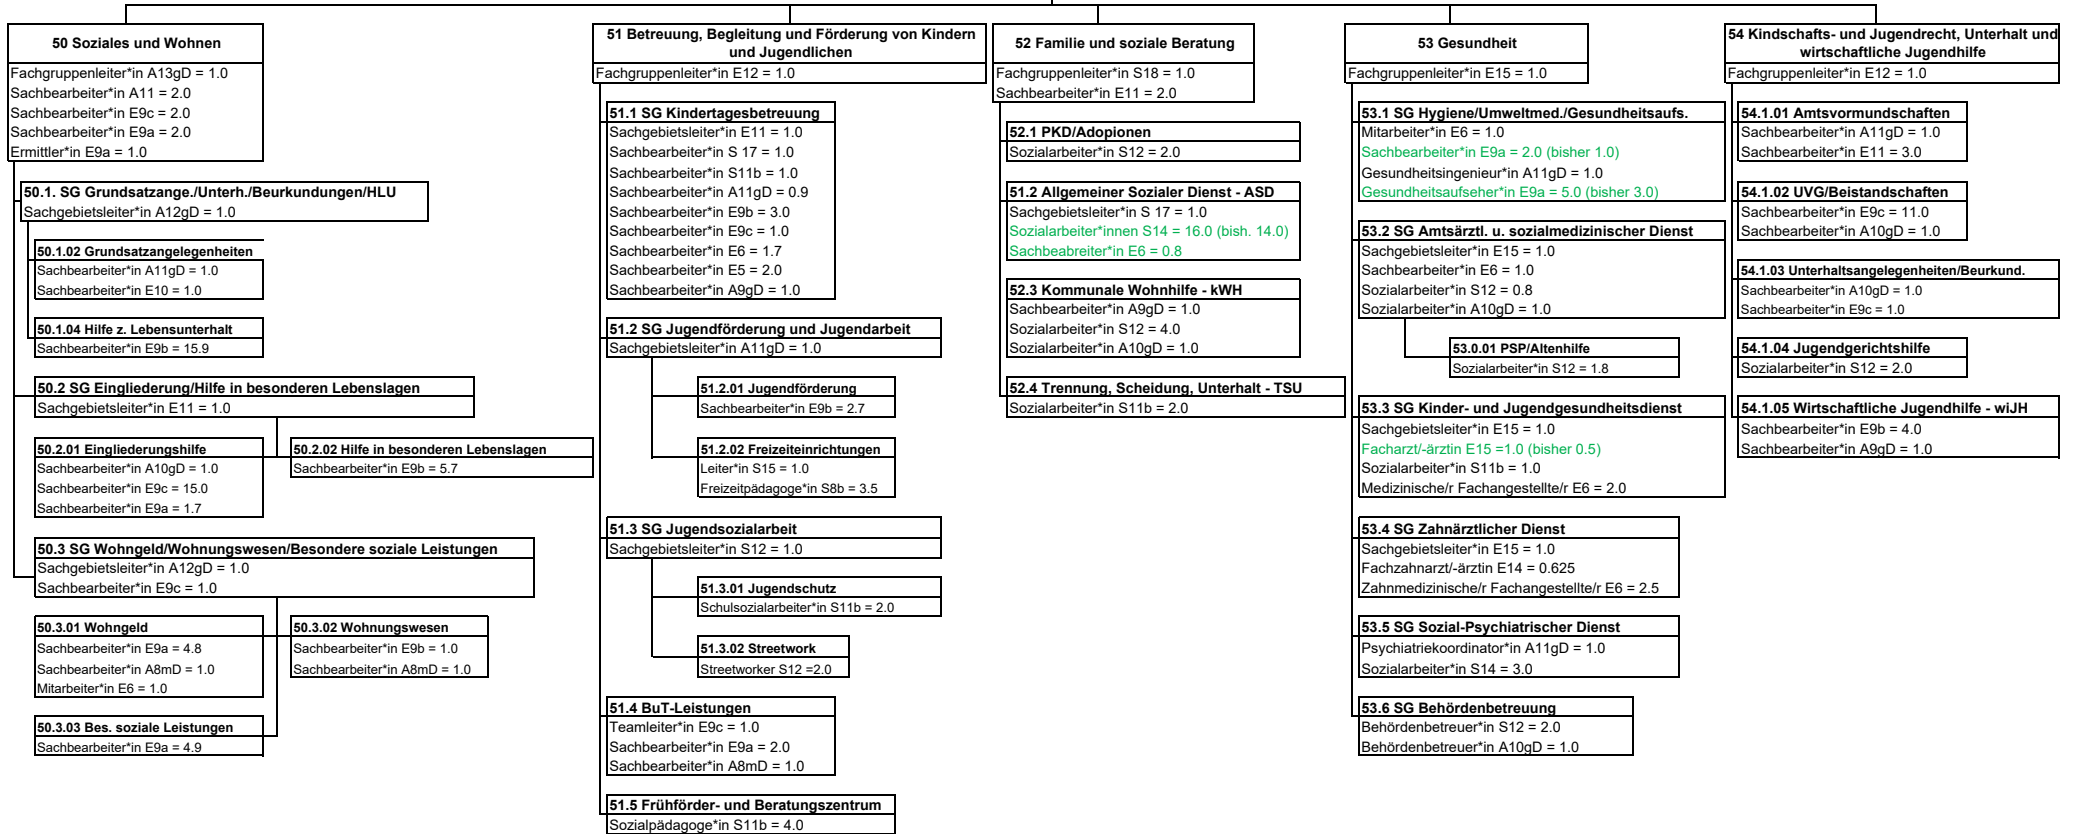 50 Soziales und Wohnen
Fachgruppenleiter*in A13gD = 1.0
Sachbearbeiter*in A11 = 2.0
Sachbearbeiter*in E9c = 2.0
Sachbearbeiter*in E9a = 2.0
Ermittler*in E9a = 1.0
50.1. SG Grundsatzange./Unterh./Beurkundungen/HLU
Sachgebietsleiter*in A12gD = 1.0
50.1.02 Grundsatzangelegenheiten
Sachbearbeiter*in A11gD = 1.0
Sachbearbeiter*in E10 = 1.0
50.1.04 Hilfe z. Lebensunterhalt
Sachbearbeiter*in E9b = 15.9
50.2 SG Eingliederung/Hilfe in besonderen Lebenslagen
Sachgebietsleiter*in E11 = 1.0
50.2.01 Eingliederungshilfe
Sachbearbeiter*in A10gD = 1.0
Sachbearbeiter*in E9c = 15.0
Sachbearbeiter*in E9a = 1.7
50.2.02 Hilfe in besonderen Lebenslagen
Sachbearbeiter*in E9b = 5.7
50.3 SG Wohngeld/Wohnungswesen/Besondere soziale Leistungen
Sachgebietsleiter*in A12gD = 1.0
Sachbearbeiter*in E9c = 1.0
50.3.01 Wohngeld
Sachbearbeiter*in E9a = 4.8
Sachbearbeiter*in A8mD = 1.0
Mitarbeiter*in E6 = 1.0
50.3.02 Wohnungswesen
Sachbearbeiter*in E9b = 1.0
Sachbearbeiter*in A8mD = 1.0
50.3.03 Bes. soziale Leistungen
Sachbearbeiter*in E9a = 4.9
51 Betreuung, Begleitung und Förderung von Kindern
und Jugendlichen
Fachgruppenleiter*in E12 = 1.0
51.1 SG Kindertagesbetreuung
Sachgebietsleiter*in E11 = 1.0
Sachbearbeiter*in S 17 = 1.0
Sachbearbeiter*in S11b = 1.0
Sachbearbeiter*in A11gD = 0.9
Sachbearbeiter*in E9b = 3.0
Sachbearbeiter*in E9c = 1.0
Sachbearbeiter*in E6 = 1.7
Sachbearbeiter*in E5 = 2.0
Sachbearbeiter*in A9gD = 1.0
51.2 SG Jugendförderung und Jugendarbeit
Sachgebietsleiter*in A11gD = 1.0
51.2.01 Jugendförderung
Sachbearbeiter*in E9b = 2.7
51.2.02 Freizeiteinrichtungen
Leiter*in S15 = 1.0
Freizeitpädagoge*in S8b = 3.5
51.3 SG Jugendsozialarbeit
Sachgebietsleiter*in S12 = 1.0
51.3.01 Jugendschutz
Schulsozialarbeiter*in S11b = 2.0
51.3.02 Streetwork
Streetworker S12 =2.0
51.4 BuT-Leistungen
Teamleiter*in E9c = 1.0
Sachbearbeiter*in E9a = 2.0
Sachbearbeiter*in A8mD = 1.0
51.5 Frühförder- und Beratungszentrum
Sozialpädagoge*in S11b = 4.0
52 Familie und soziale Beratung
Fachgruppenleiter*in S18 = 1.0
Sachbearbeiter*in E11 = 2.0
52.1 PKD/Adopionen
Sozialarbeiter*in S12 = 2.0
51.2 Allgemeiner Sozialer Dienst - ASD
Sachgebietsleiter*in S 17 = 1.0
Sozialarbeiter*innen S14 = 16.0 (bish. 14.0)
Sachbeabreiter*in E6 = 0.8
52.3 Kommunale Wohnhilfe - kWH
Sachbearbeiter*in A9gD = 1.0
Sozialarbeiter*in S12 = 4.0
Sozialarbeiter*in A10gD = 1.0
52.4 Trennung, Scheidung, Unterhalt - TSU
Sozialarbeiter*in S11b = 2.0
53 Gesundheit
Fachgruppenleiter*in E15 = 1.0
53.1 SG Hygiene/Umweltmed./Gesundheitsaufs.
Mitarbeiter*in E6 = 1.0
Sachbearbeiter*in E9a = 2.0 (bisher 1.0)
Gesundheitsingenieur*in A11gD = 1.0
Gesundheitsaufseher*in E9a = 5.0 (bisher 3.0)
53.2 SG Amtsärztl. u. sozialmedizinischer Dienst
Sachgebietsleiter*in E15 = 1.0
Sachbearbeiter*in E6 = 1.0
Sozialarbeiter*in S12 = 0.8
Sozialarbeiter*in A10gD = 1.0
53.0.01 PSP/Altenhilfe
Sozialarbeiter*in S12 = 1.8
53.3 SG Kinder- und Jugendgesundheitsdienst
Sachgebietsleiter*in E15 = 1.0
Facharzt/-ärztin E15 =1.0 (bisher 0.5)
Sozialarbeiter*in S11b = 1.0
Medizinische/r Fachangestellte/r E6 = 2.0
53.4 SG Zahnärztlicher Dienst
Sachgebietsleiter*in E15 = 1.0
Fachzahnarzt/-ärztin E14 = 0.625
Zahnmedizinische/r Fachangestellte/r E6 = 2.5
53.5 SG Sozial-Psychiatrischer Dienst
Psychiatriekoordinator*in A11gD = 1.0
Sozialarbeiter*in S14 = 3.0
53.6 SG Behördenbetreuung
Behördenbetreuer*in S12 = 2.0
Behördenbetreuer*in A10gD = 1.0
54 Kindschafts- und Jugendrecht, Unterhalt und
wirtschaftliche Jugendhilfe
Fachgruppenleiter*in E12 = 1.0
54.1.01 Amtsvormundschaften
Sachbearbeiter*in A11gD = 1.0
Sachbearbeiter*in E11 = 3.0
54.1.02 UVG/Beistandschaften
Sachbearbeiter*in E9c = 11.0
Sachbearbeiter*in A10gD = 1.0
54.1.03 Unterhaltsangelegenheiten/Beurkund.
Sachbearbeiter*in A10gD = 1.0
Sachbearbeiter*in E9c = 1.0
54.1.04 Jugendgerichtshilfe
Sozialarbeiter*in S12 = 2.0
54.1.05 Wirtschaftliche Jugendhilfe - wiJH
Sachbearbeiter*in E9b = 4.0
Sachbearbeiter*in A9gD = 1.0